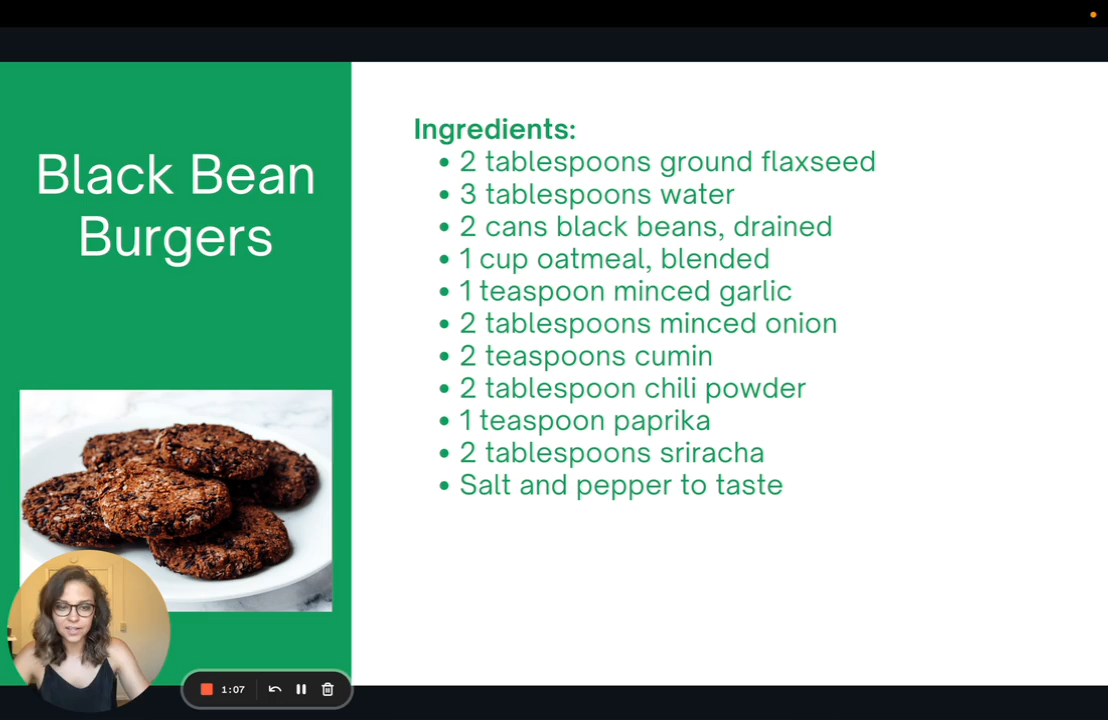 Black Bean
Burgers
Ingredients:
• 2 tablespoons ground flaxseed
• 3 tablespoons water
• 2 cans black beans, drained
• 1 cup oatmeal, blended
• 1 teaspoon minced garlic
• 2 tablespoons minced onion
• 2 teaspoons cumin
• 2 tablespoon chili powder
• 1 teaspoon paprika
• 2 tablespoons sriracha
• Salt and pepper to taste
1:07